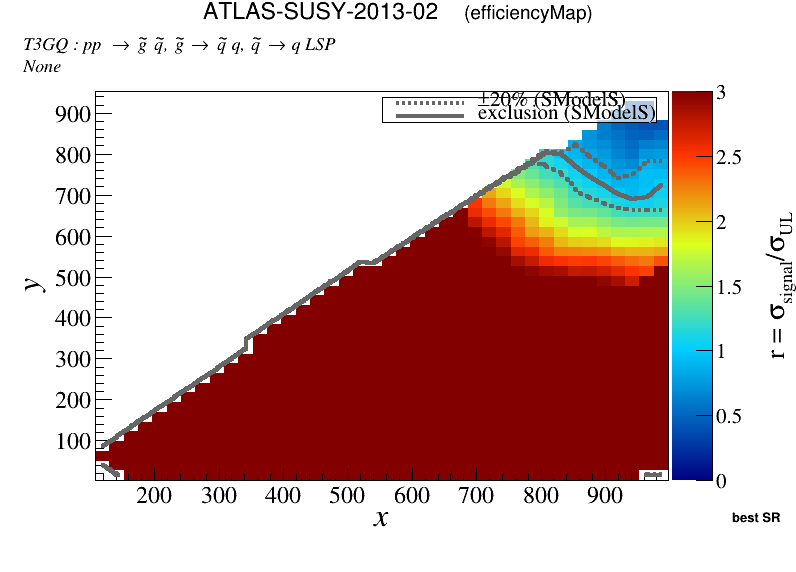 ATLAS-SUSY-2013-02 (efficiencyMap)
T3GQ : pp → g̃ q̃, g̃ → q̃ q, q̃ → q LSP
None
±20% (SModelS)
exclusion (SModelS)
900
800
700
600
500
400
300
200
100
y
200 300 400 500 600 700 800 900
x
3
2.5
2
1.5
1
0.5
0
r = σsignal/σUL
best SR